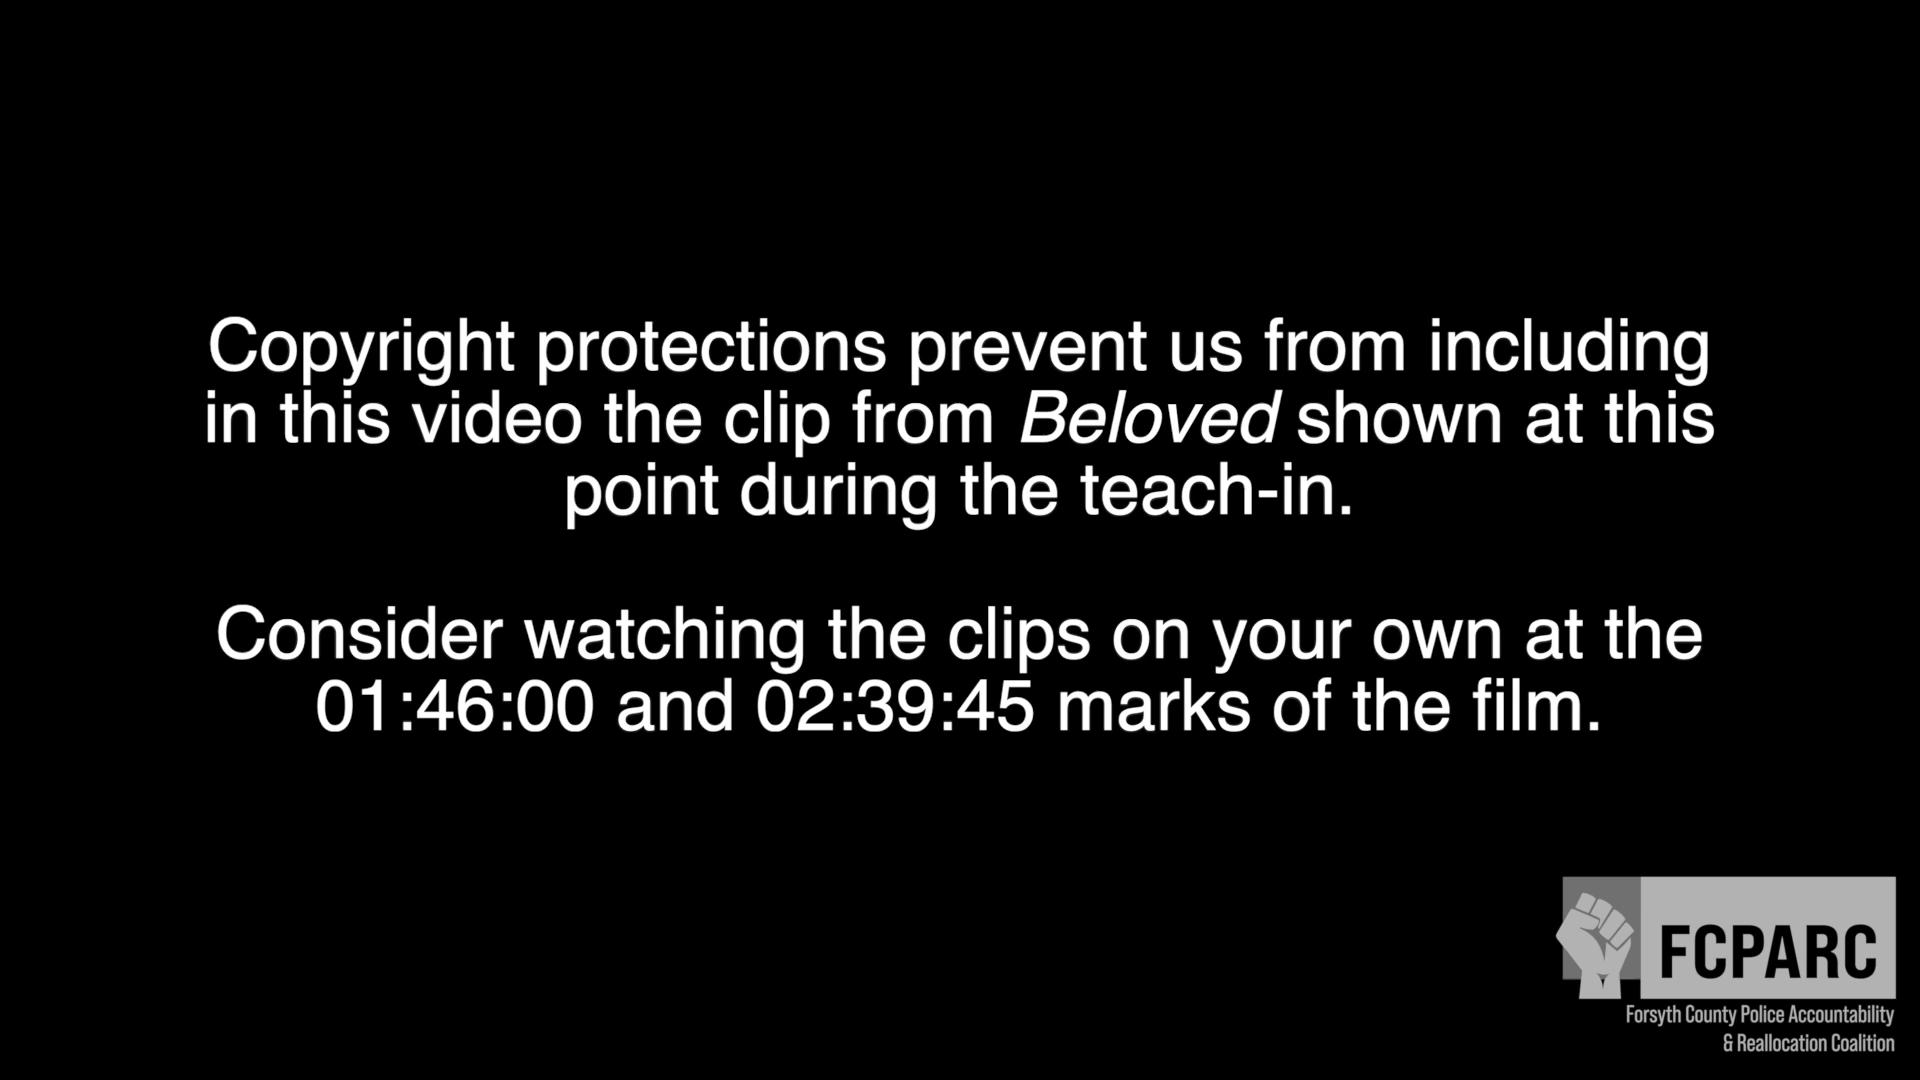 Copyright protections prevent us from including
in this video the clip from Beloved shown at this
point during the teach-in.
Consider watching the clips on your own at the
01:46:00 and 02:39:45 marks of the film.
FCPARC
Forsyth County Police Accountability
& Reallocation Coalition